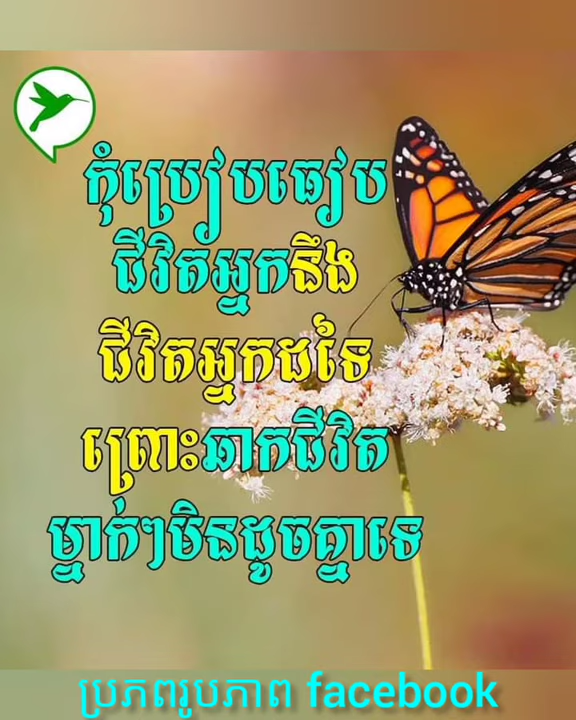 កុំប្រៀបធៀប
ជីវិតអ្នកនឹង
ជីវិតអ្នកដទៃ
ព្រោះឆាកជីវិត
ម្នាក់ៗមិនដូចគ្នាទេ
ប្រភពរូបភាព facebook